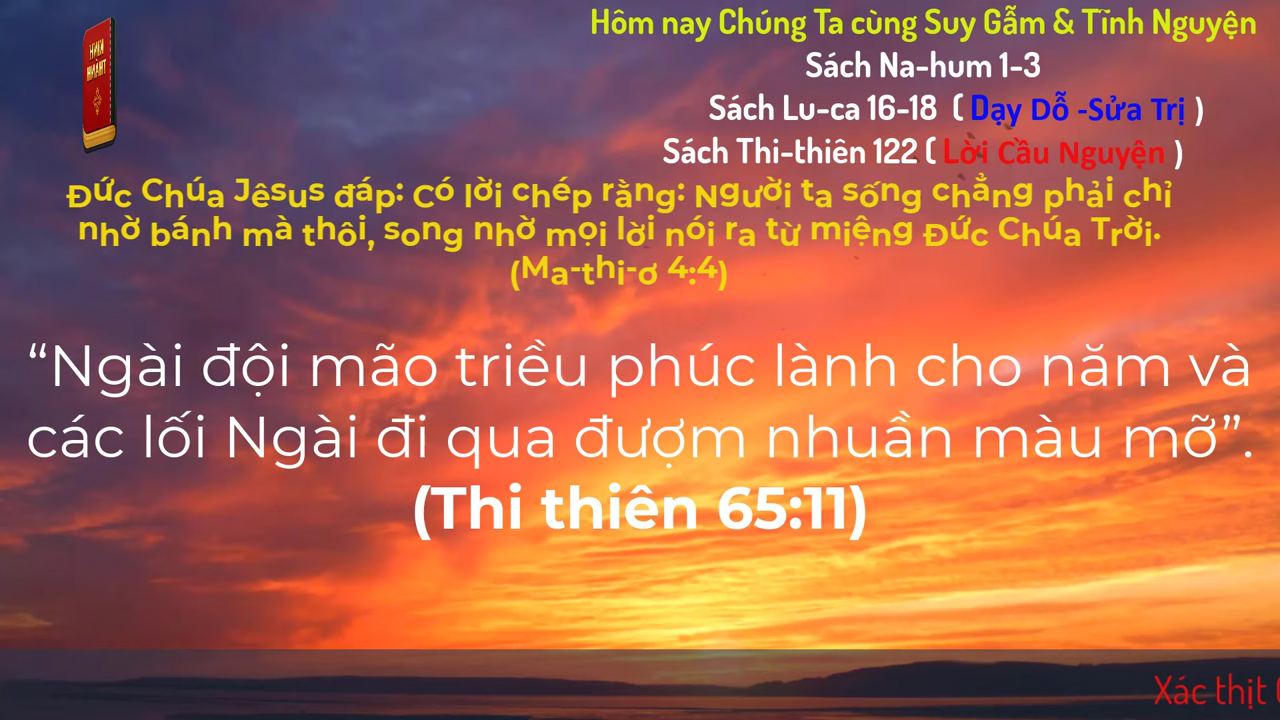 Hôm nay Chúng Ta cùng Suy Gẫm & Tĩnh Nguyện
Sách Na-hum 1-3
Sách Lu-ca 16-18 ( Dạy Dỗ -Sửa Trị )
Sách Thi-thiên 122 ( Lời Cầu Nguyện )
Đức Chúa Jêsus đáp: Có lời chép rằng: Người ta sống chẳng phải chỉ
nhờ bánh mà thôi, song nhờ mọi lời nói ra từ miệng Đức Chúa Trời.
(Ma-thi-ơ 4:4)
“Ngài đội mão triều phúc lành cho năm và
các lối Ngài đi qua đượm nhuần màu mỡ”.
(Thi thiên 65:11)
Xác thịt